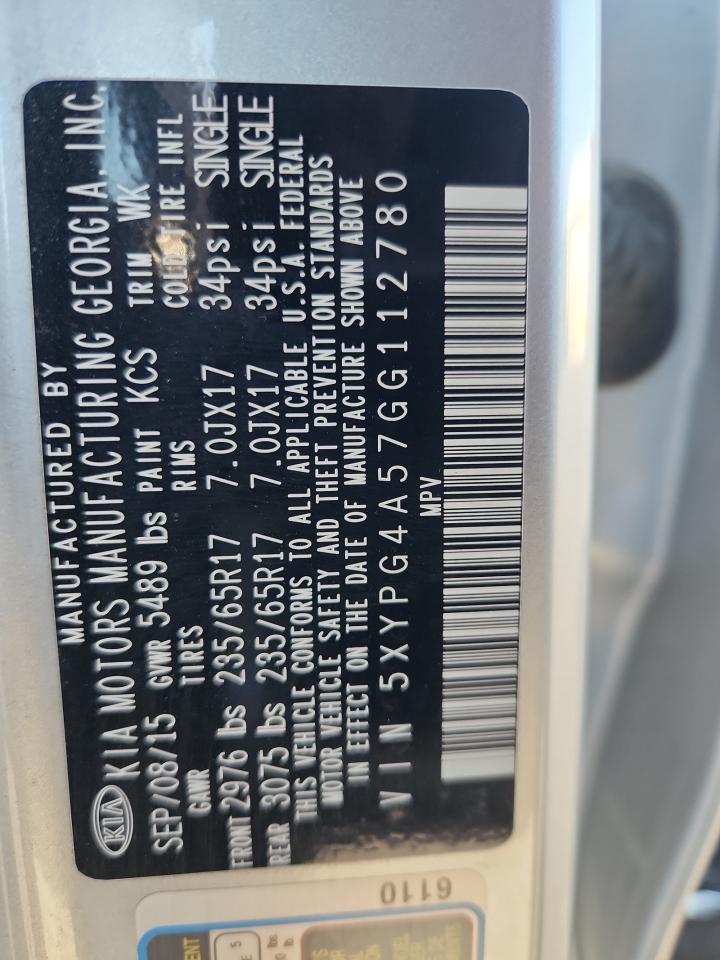 MANUFACTURED BY
KIA KIA MOTORS MANUFACTURING GEORGIA, INC.
SEP/08/15 GVWR 5489 lbs PAINT KCS TRIM WK
GAWR TIRES RIMS COLD TIRE INFL
FRONT 2976 lbs 235/65R17 7.0JX17 34psi SINGLE
REAR 3075 lbs 235/65R17 7.0JX17 34psi SINGLE
THIS VEHICLE CONFORMS TO ALL APPLICABLE U.S.A. FEDERAL
MOTOR VEHICLE SAFETY AND THEFT PREVENTION STANDARDS
IN EFFECT ON THE DATE OF MANUFACTURE SHOWN ABOVE
VIN 5XYPG4A57GG112780
MPV
6110